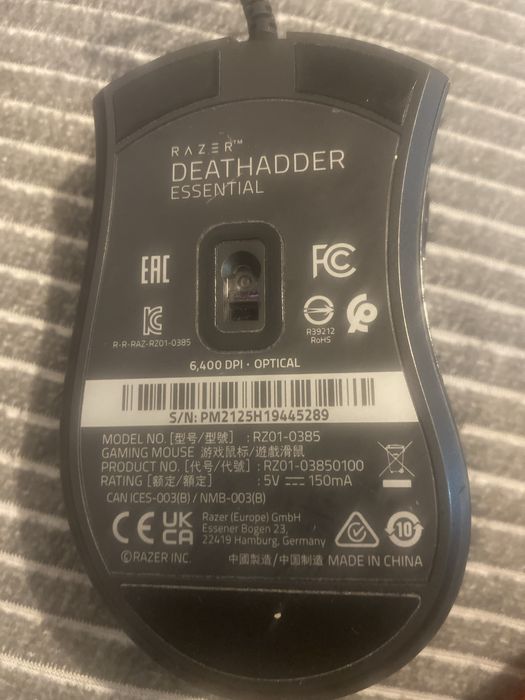 RAZER™
DEATHADDER
ESSENTIAL
EAC
FC
R-R-RAZ-RZ01-0385
R39212
RoHS
6,400 DPI · OPTICAL
S/N: PM2125H19445289
MODEL NO. [型号/型號] : RZ01-0385
GAMING MOUSE 游戏鼠标/遊戲滑鼠
PRODUCT NO. [代号/代號] : RZ01-03850100
RATING [额定/額定] : 5V ⎓ 150mA
CAN ICES-003(B) / NMB-003(B)
CE UK CA
Razer (Europe) GmbH
Essener Bogen 23,
22419 Hamburg, Germany
10
©RAZER INC.
中國製造/中国制造 MADE IN CHINA